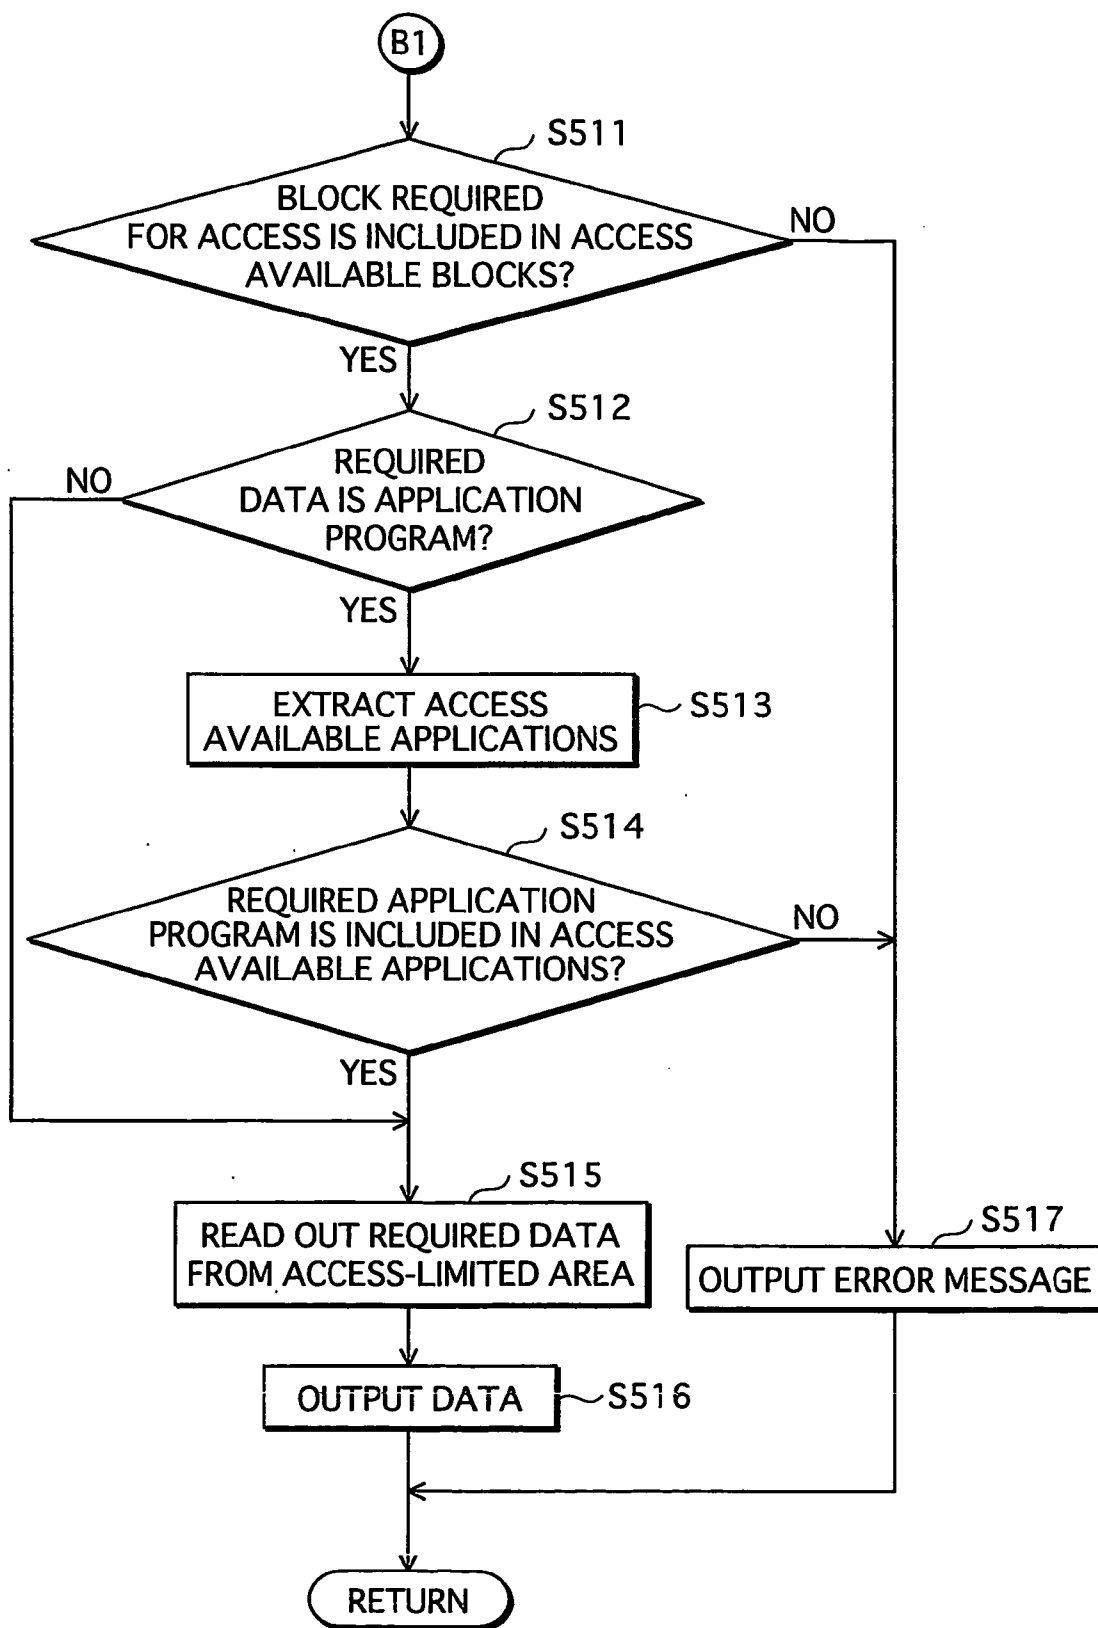 B1
S511
BLOCK REQUIRED
FOR ACCESS IS INCLUDED IN ACCESS
AVAILABLE BLOCKS?
NO
YES
S512
REQUIRED
DATA IS APPLICATION
PROGRAM?
NO
YES
EXTRACT ACCESS
AVAILABLE APPLICATIONS
S513
S514
REQUIRED APPLICATION
PROGRAM IS INCLUDED IN ACCESS
AVAILABLE APPLICATIONS?
NO
YES
S515
READ OUT REQUIRED DATA
FROM ACCESS-LIMITED AREA
S517
OUTPUT ERROR MESSAGE
OUTPUT DATA
S516
RETURN